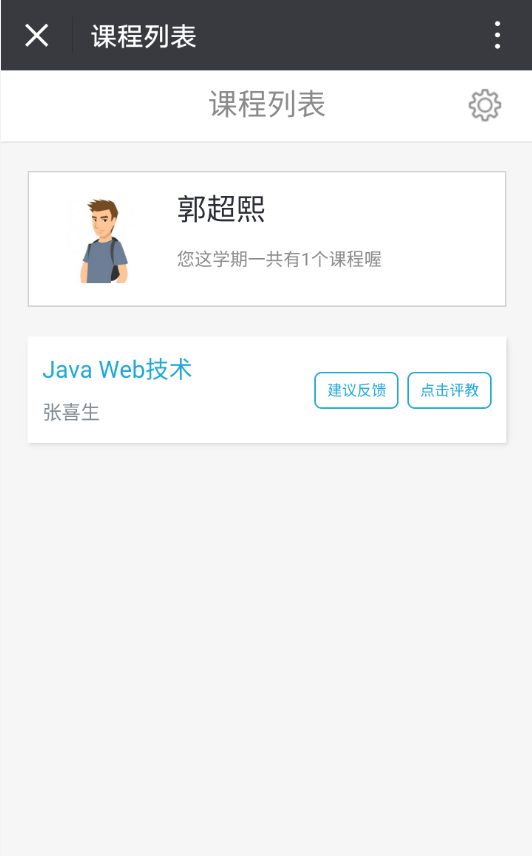 课程列表
课程列表
郭超熙
您这学期一共有1个课程喔
Java Web技术
张喜生
建议反馈
点击评教